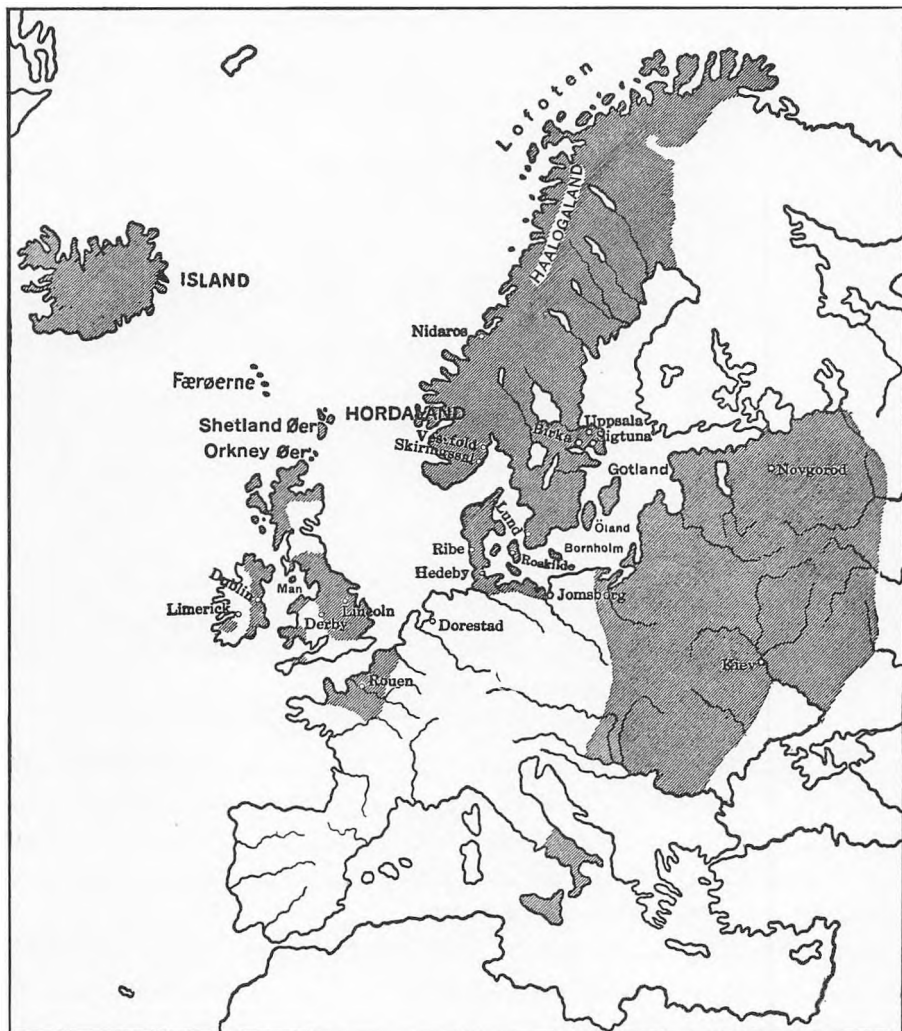 Lofoten
HAALOGALAND
ISLAND
Nidaros
Færøerne
HORDALAND
Shetland Øer
Orkney Øer
Vestfold
Skiringssal
Uppsala
Birka
Sigtuna
Gotland
Novgorod
Lund
Öland
Ribe
Roskilde
Bornholm
Hedeby
Jomsborg
Dublin
Man
Limerick
Lincoln
Derby
Dorestad
Kiev
Rouen